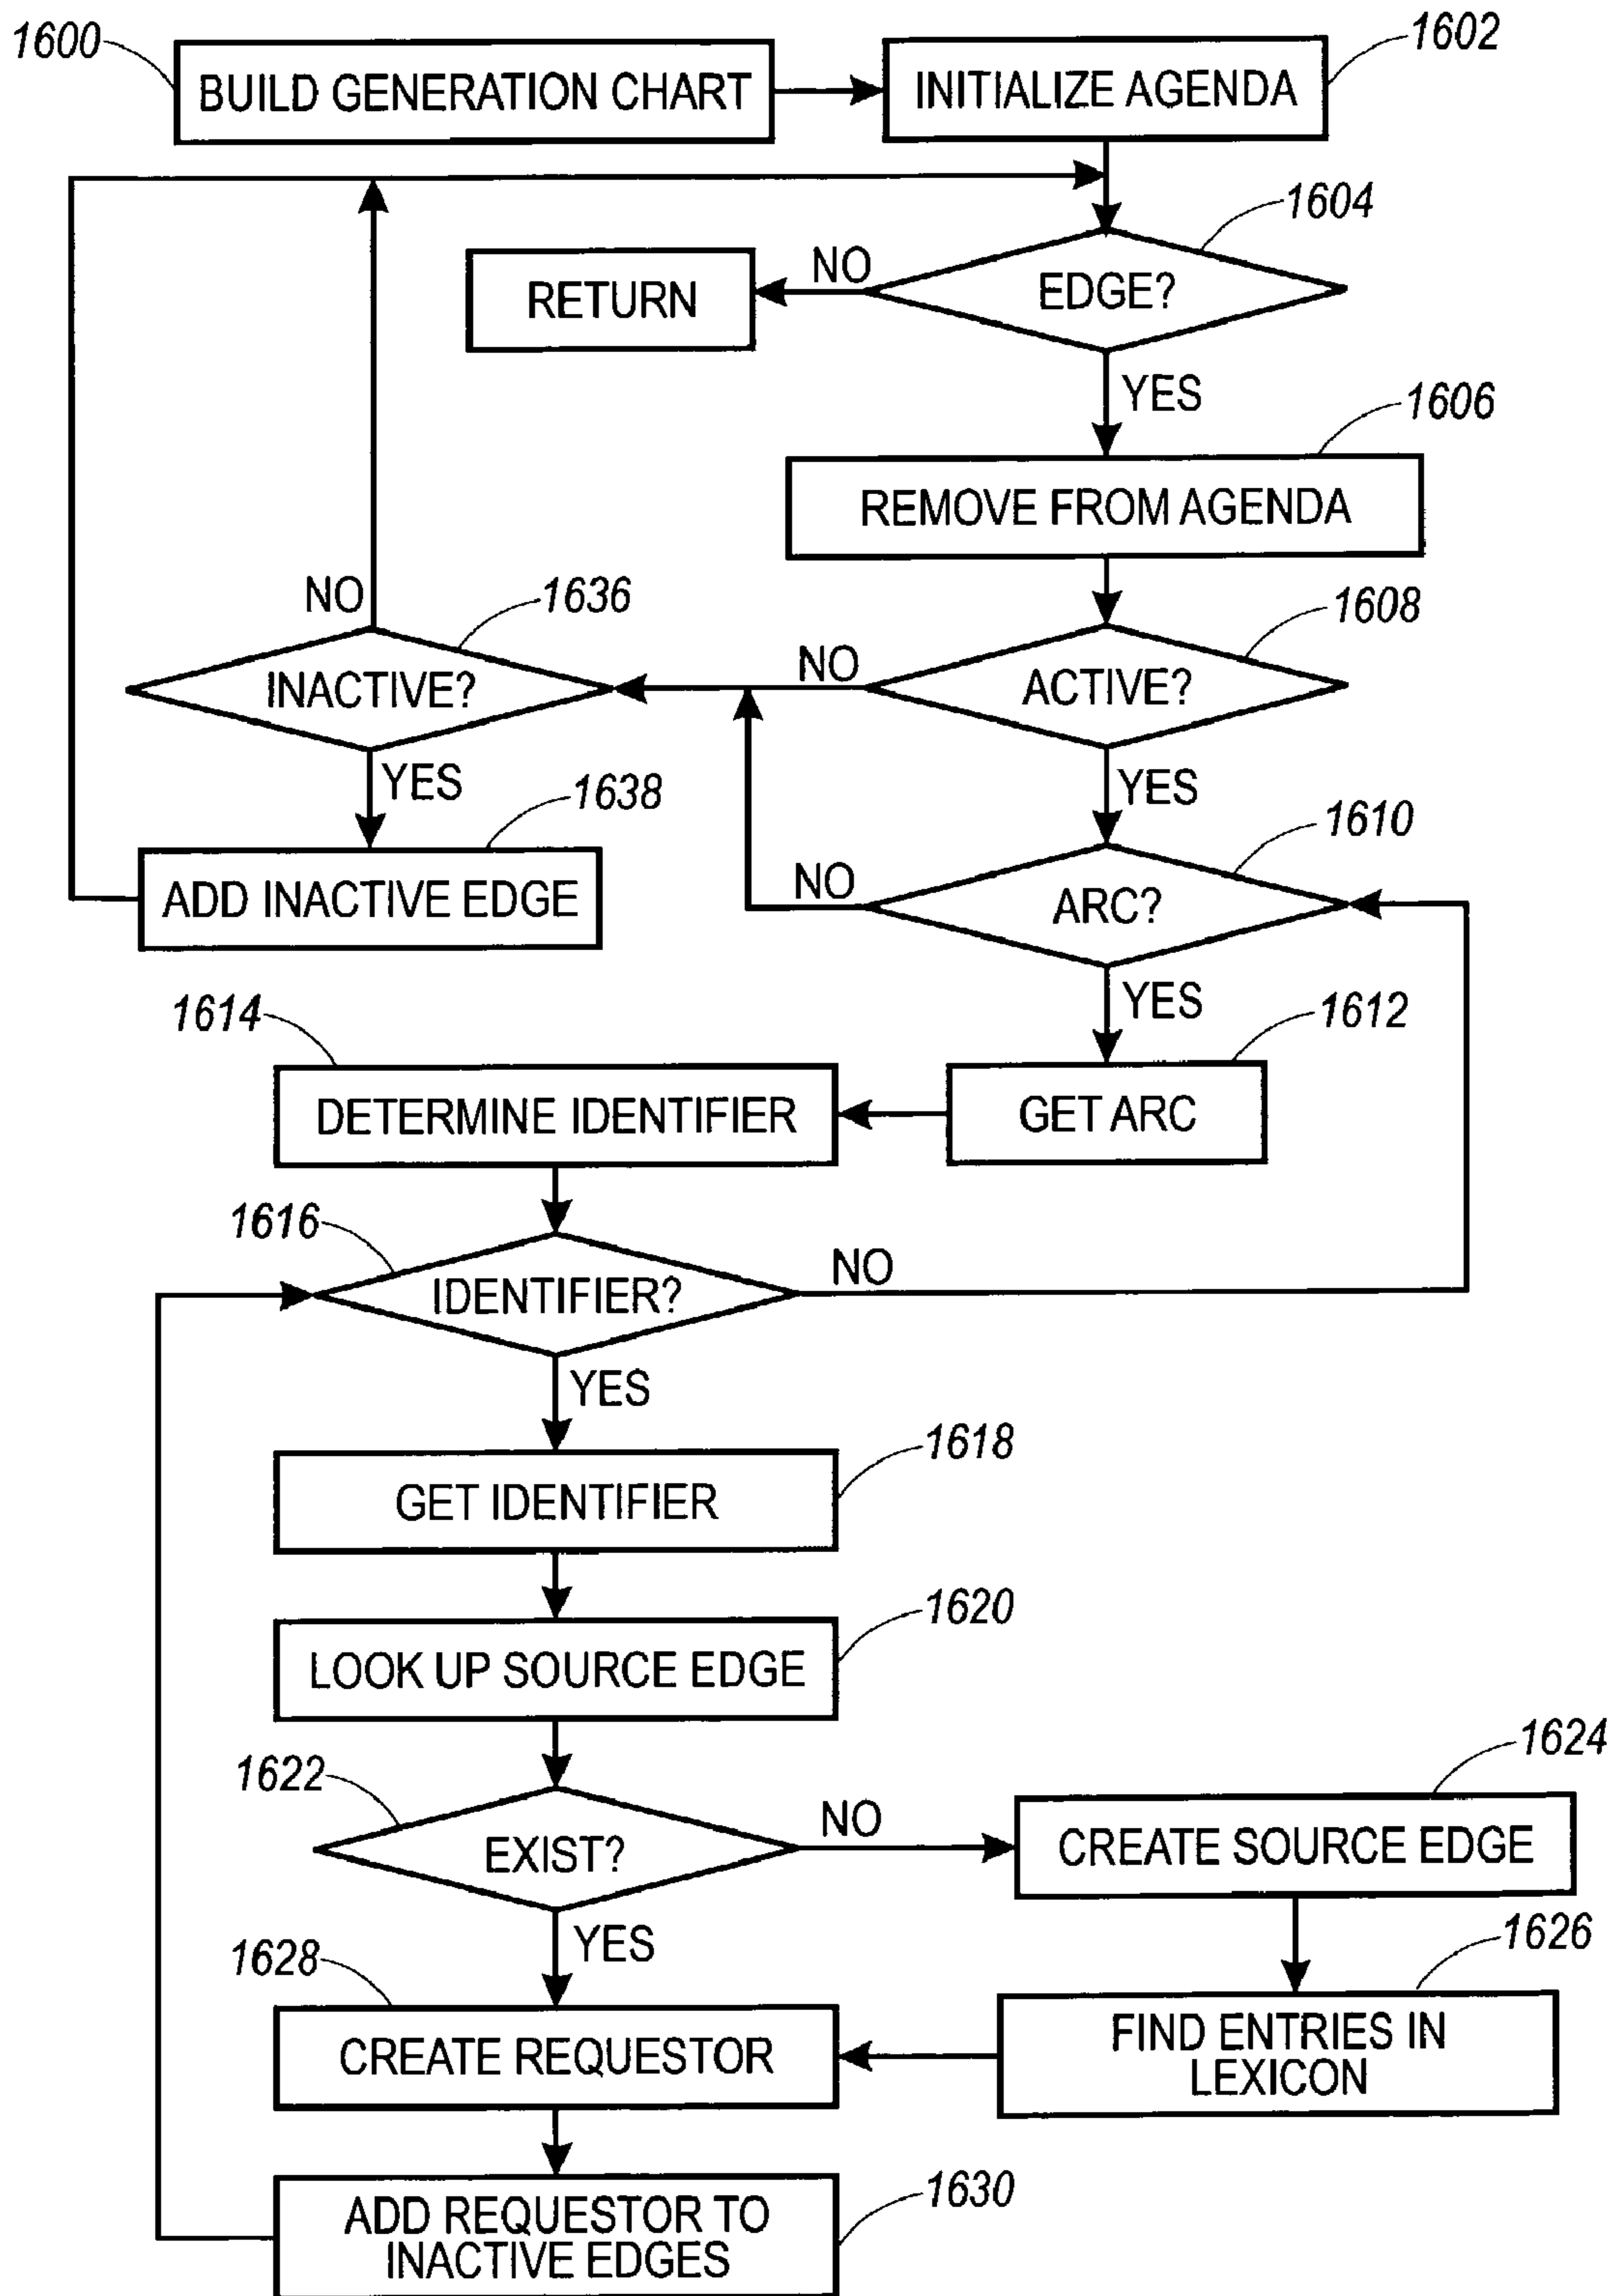 1600
BUILD GENERATION CHART
INITIALIZE AGENDA
1602
1604
EDGE?
NO
RETURN
YES
1606
REMOVE FROM AGENDA
1608
ACTIVE?
NO
1636
INACTIVE?
NO
YES
1638
ADD INACTIVE EDGE
YES
1610
ARC?
NO
YES
1612
GET ARC
1614
DETERMINE IDENTIFIER
1616
IDENTIFIER?
NO
YES
1618
GET IDENTIFIER
1620
LOOK UP SOURCE EDGE
1622
EXIST?
NO
1624
CREATE SOURCE EDGE
1626
FIND ENTRIES IN
LEXICON
YES
1628
CREATE REQUESTOR
1630
ADD REQUESTOR TO
INACTIVE EDGES